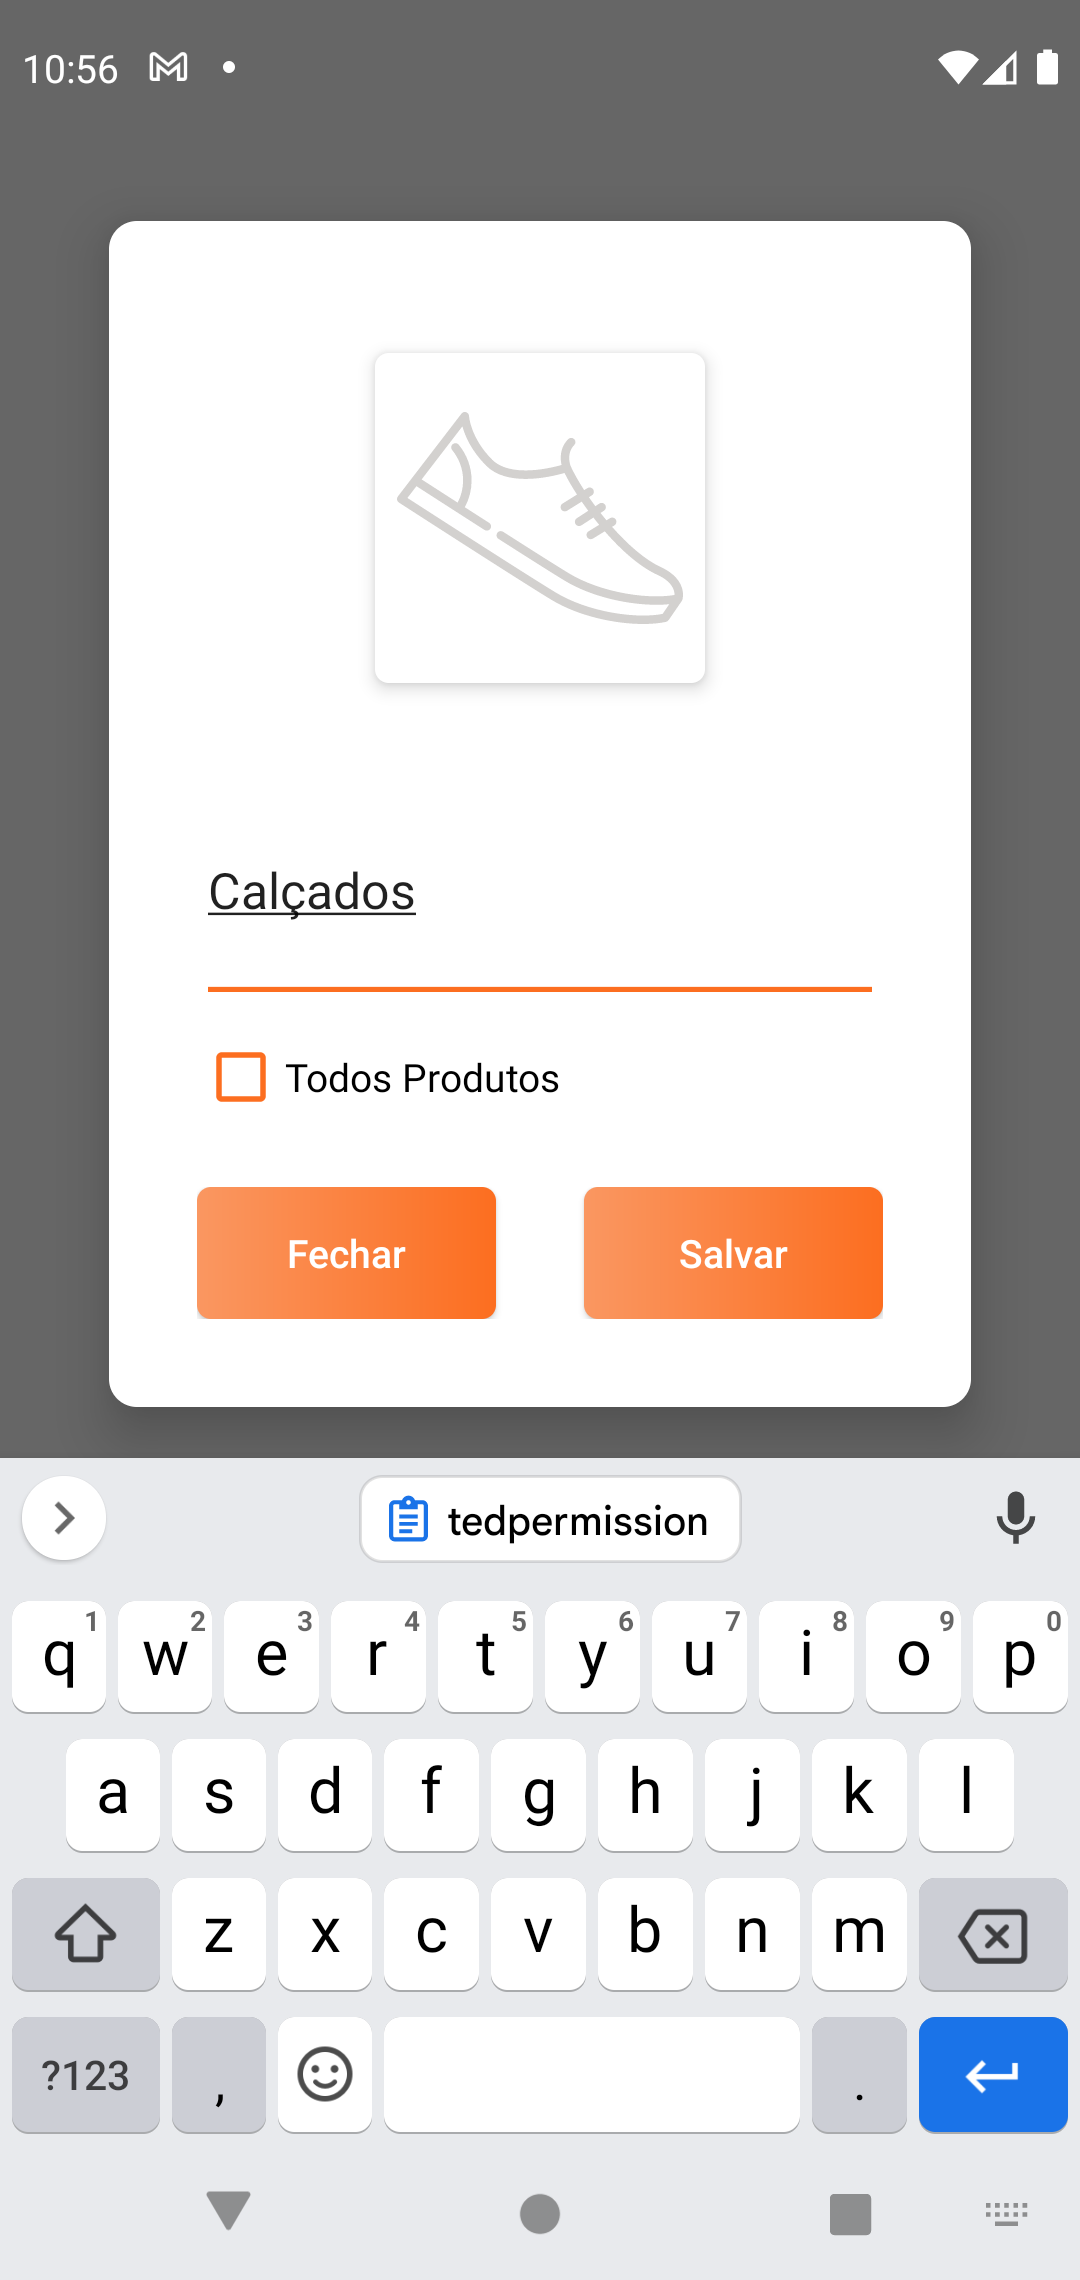 10:56
Calçados
Todos Produtos
Fechar Salvar
tedpermission
q 1 w 2 e 3 r 4 t 5 y 6 u 7 i 8 o 9 p 0
a s d f g h j k l
z x c v b n m
?123 , .